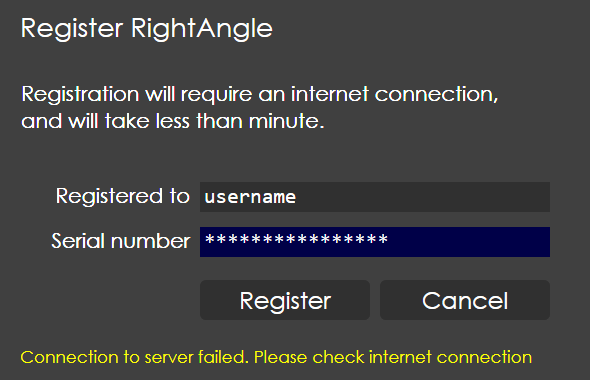 Register RightAngle
Registration will require an internet connection,
and will take less than minute.
Registered to username
Serial number ****************
Register Cancel
Connection to server failed. Please check internet connection